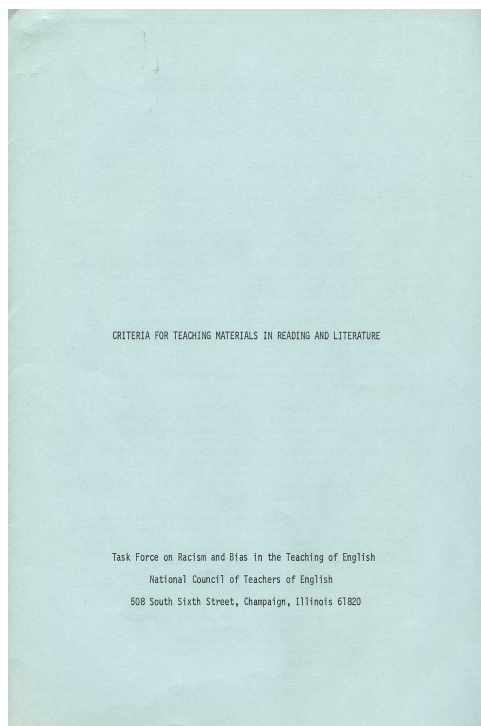 CRITERIA FOR TEACHING MATERIALS IN READING AND LITERATURE
Task Force on Racism and Bias in the Teaching of English
National Council of Teachers of English
508 South Sixth Street, Champaign, Illinois 61820